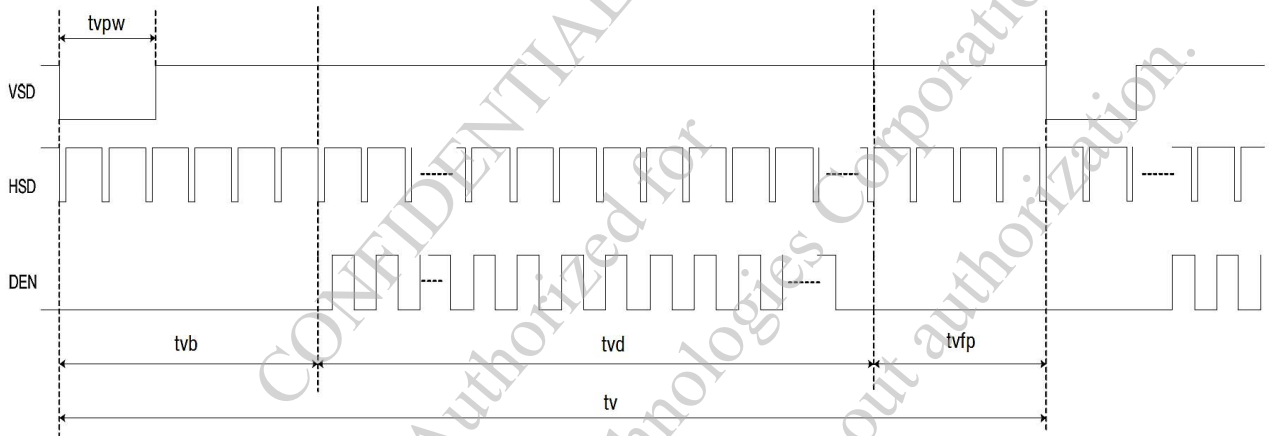 tvpw
VSD
HSD
DEN
tvb
tvd
tvfp
tv
CONFIDENTIAL
Authorized for
Technologies Corporation
out authorization.